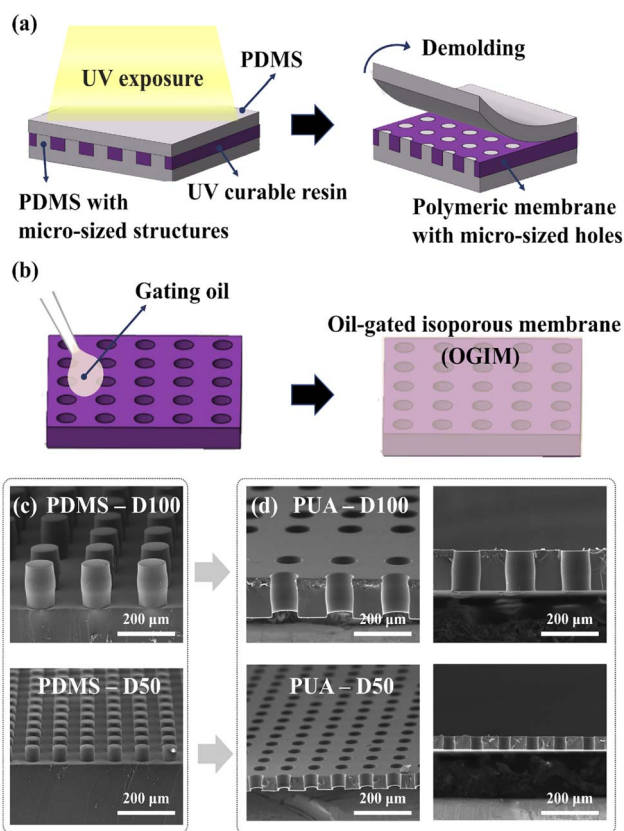 (a)
UV exposure
PDMS
Demolding
PDMS with
micro-sized structures
UV curable resin
Polymeric membrane
with micro-sized holes
(b)
Gating oil
Oil-gated isoporous membrane
(OGIM)
(c) PDMS – D100
200 μm
(d) PUA – D100
200 μm
200 μm
PDMS – D50
200 μm
PUA – D50
200 μm
200 μm